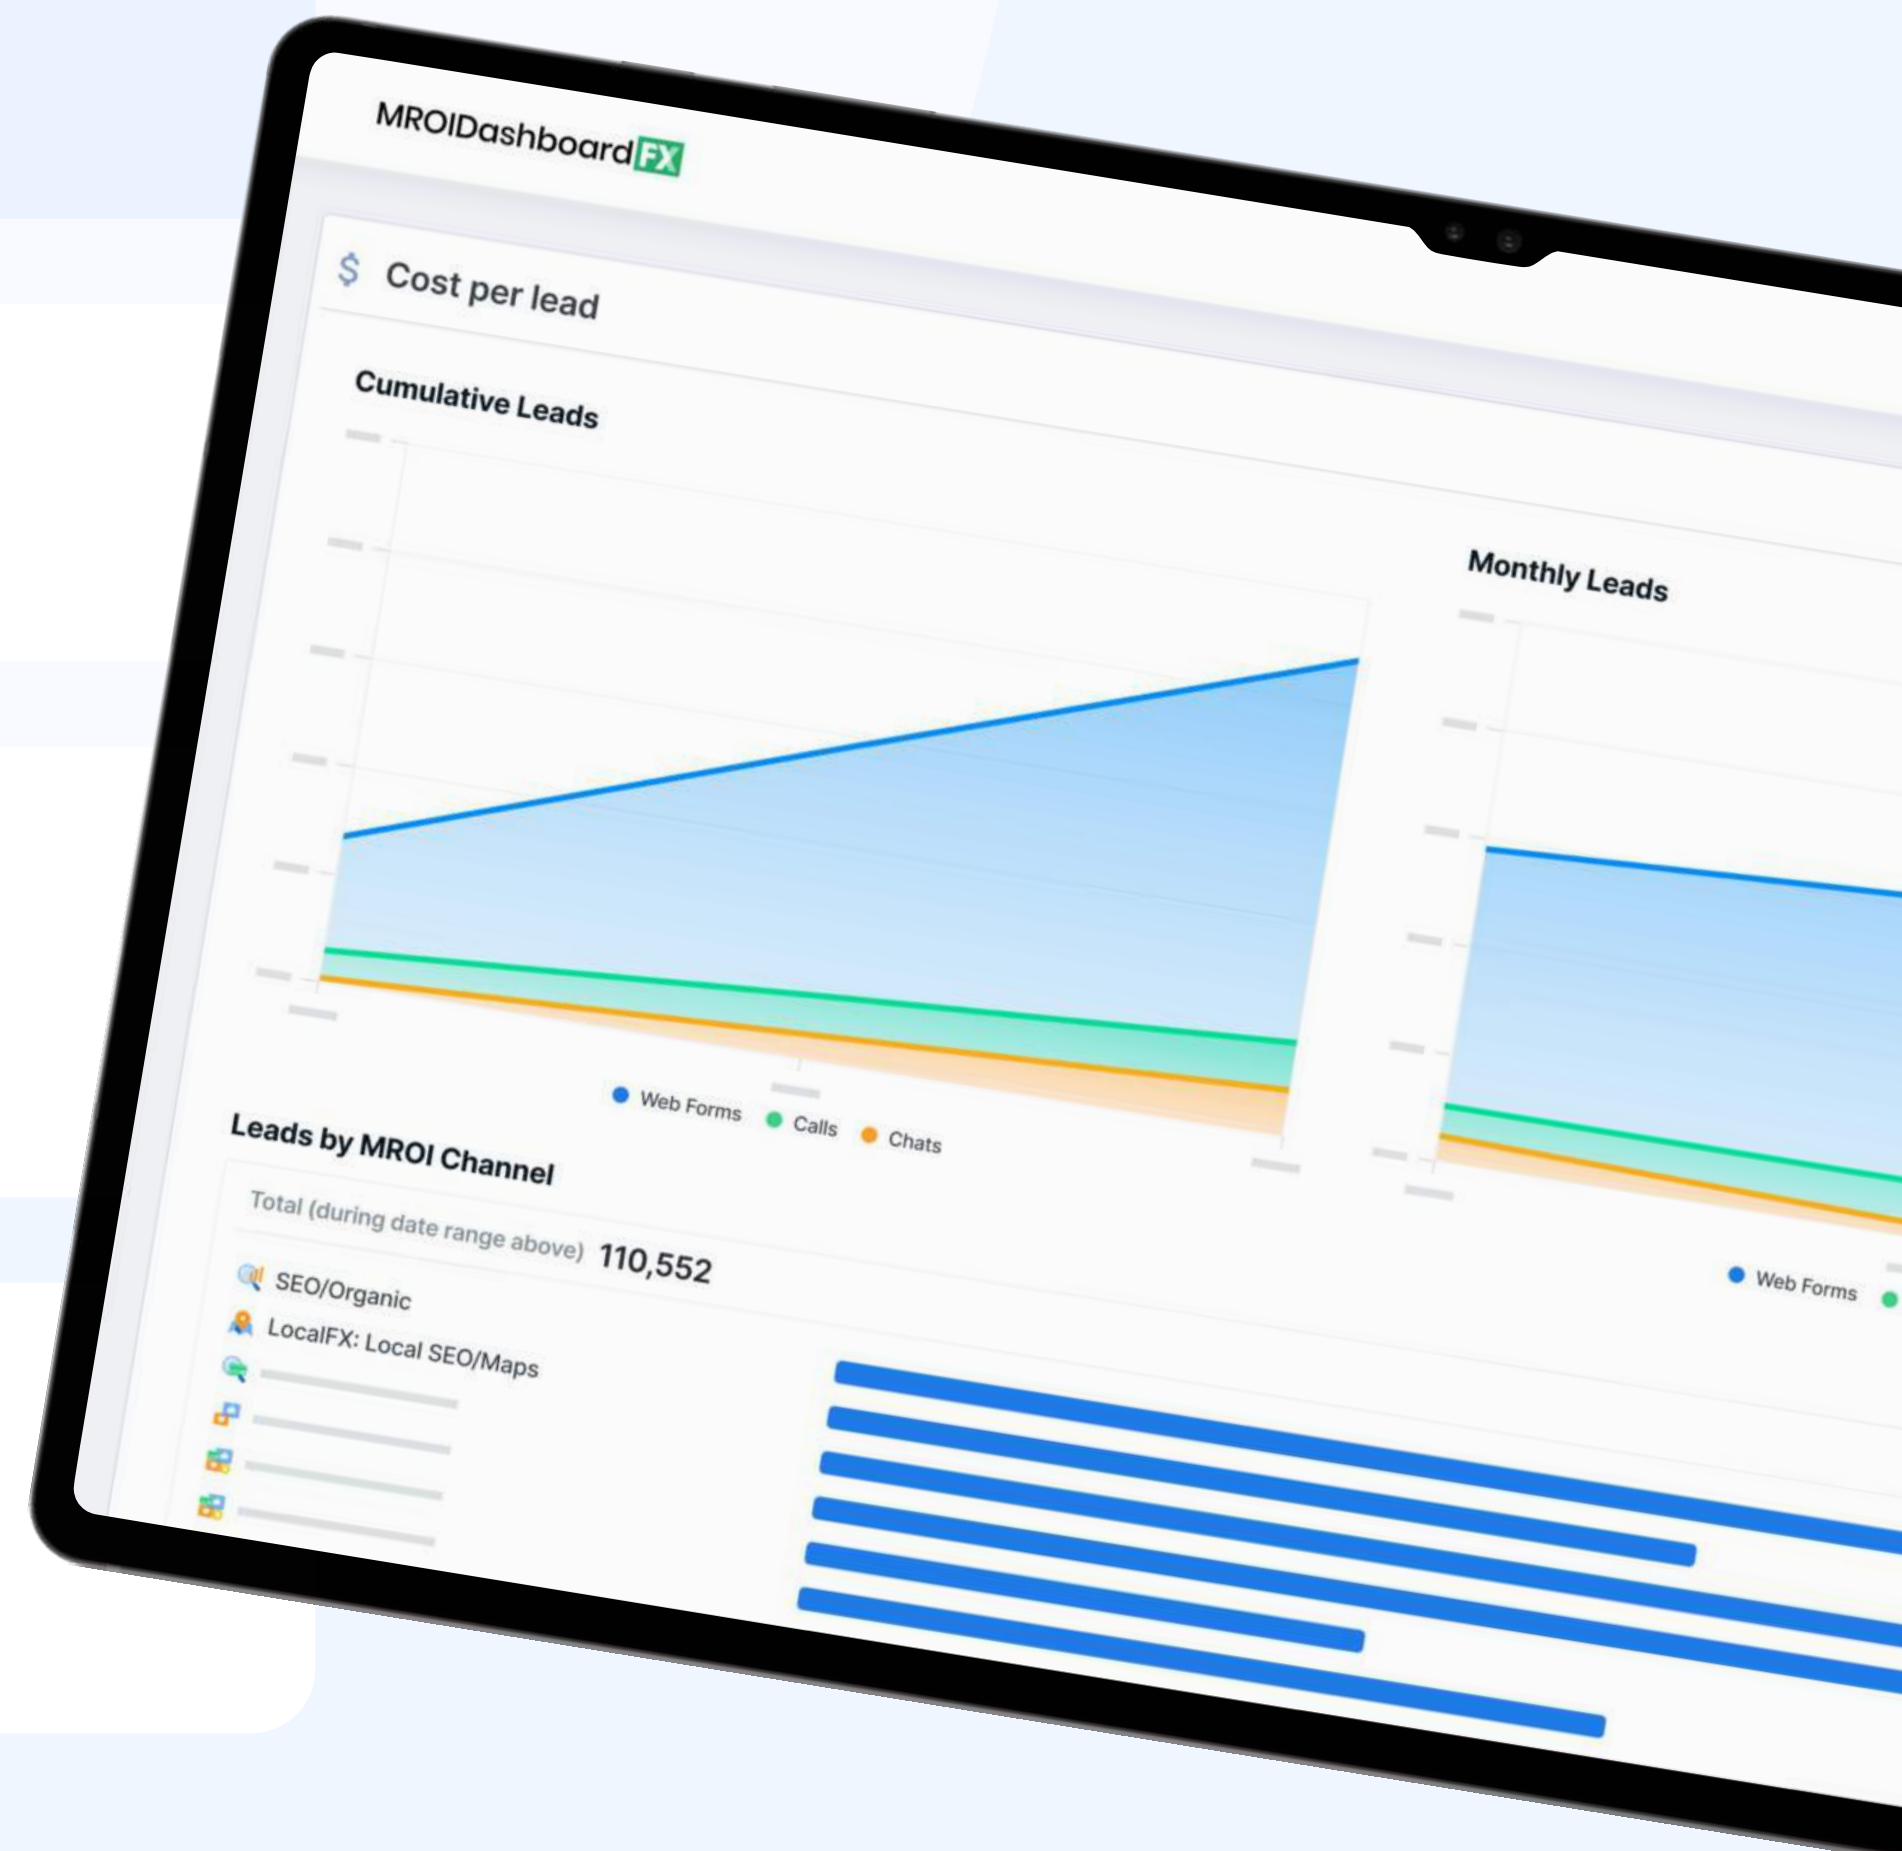 MROIDashboardFX
$ Cost per lead
Cumulative Leads
Web Forms Calls Chats
Monthly Leads
Web Forms
Leads by MROI Channel
Total (during date range above) 110,552
SEO/Organic
LocalFX: Local SEO/Maps